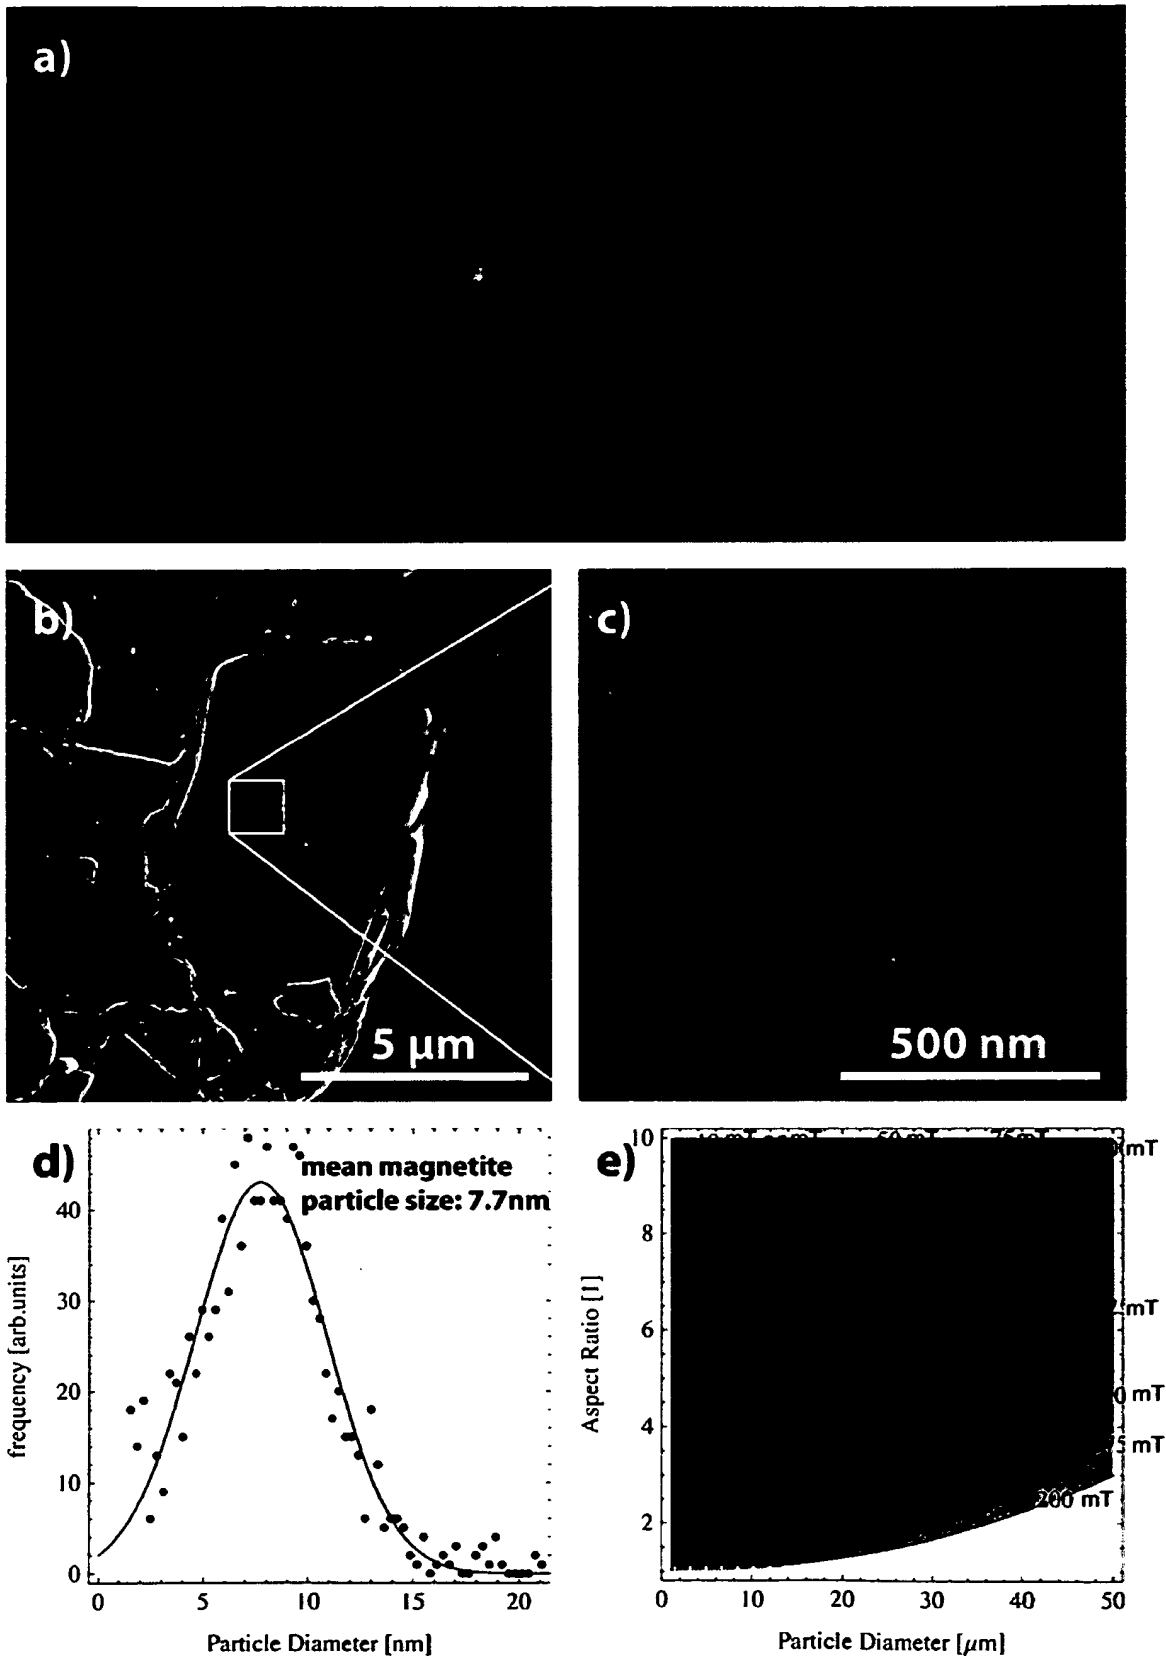 a)
b)
5 µm
c)
500 nm
d)
mean magnetite
particle size: 7.7nm
frequency [arb.units]
40
30
20
10
0
0 5 10 15 20
Particle Diameter [nm]
e)
75 mT
mT
mT
mT
mT
200 mT
Aspect Ratio [1]
10
8
6
4
2
0 10 20 30 40 50
Particle Diameter [µm]